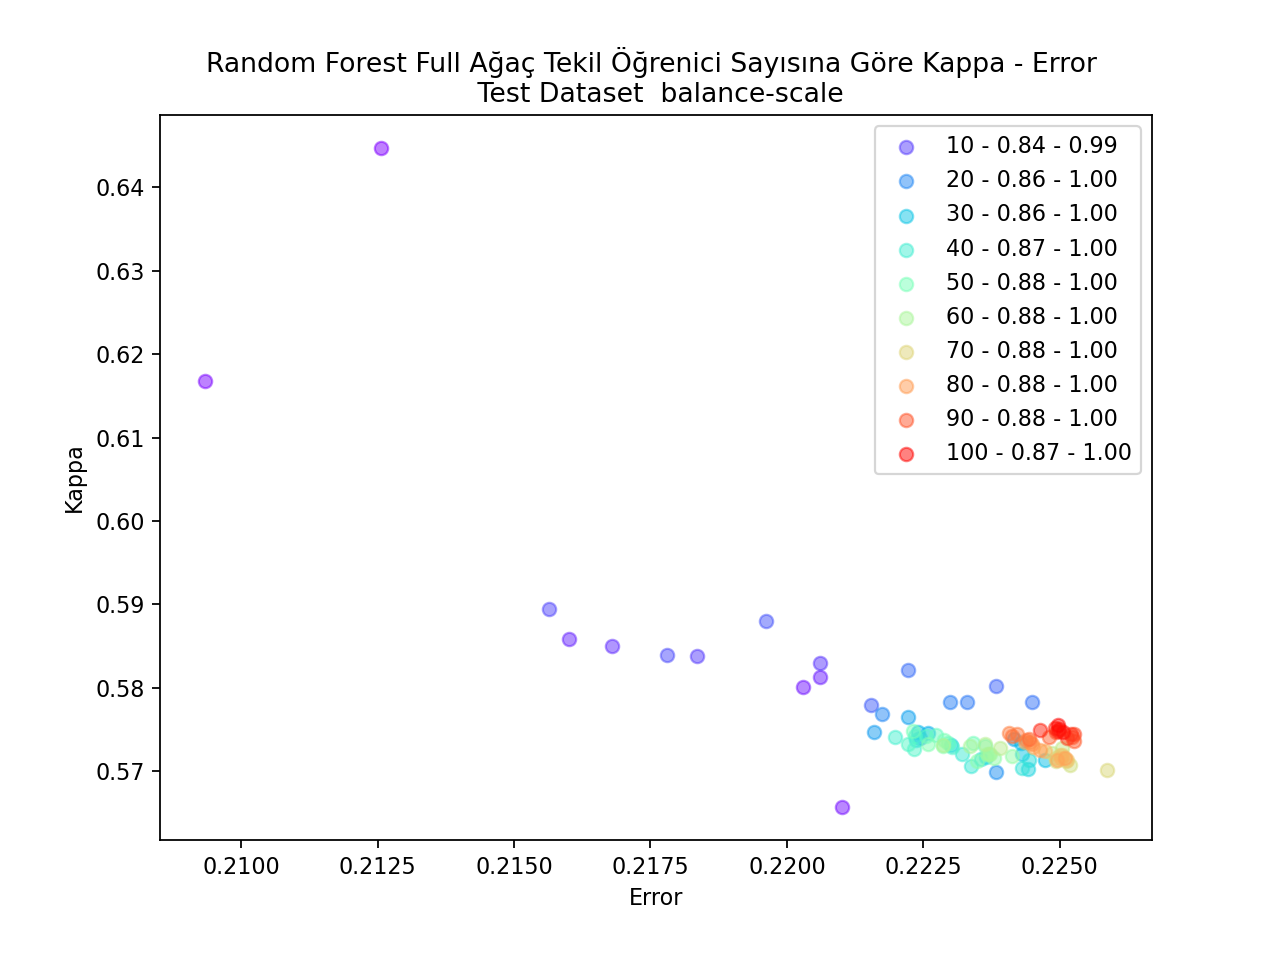 Random Forest Full Ağaç Tekil Öğrenici Sayısına Göre Kappa - Error
Test Dataset  balance-scale
10 - 0.84 - 0.99
20 - 0.86 - 1.00
30 - 0.86 - 1.00
40 - 0.87 - 1.00
50 - 0.88 - 1.00
60 - 0.88 - 1.00
70 - 0.88 - 1.00
80 - 0.88 - 1.00
90 - 0.88 - 1.00
100 - 0.87 - 1.00
Kappa
0.64
0.63
0.62
0.61
0.60
0.59
0.58
0.57
0.2100
0.2125
0.2150
0.2175
0.2200
0.2225
0.2250
Error